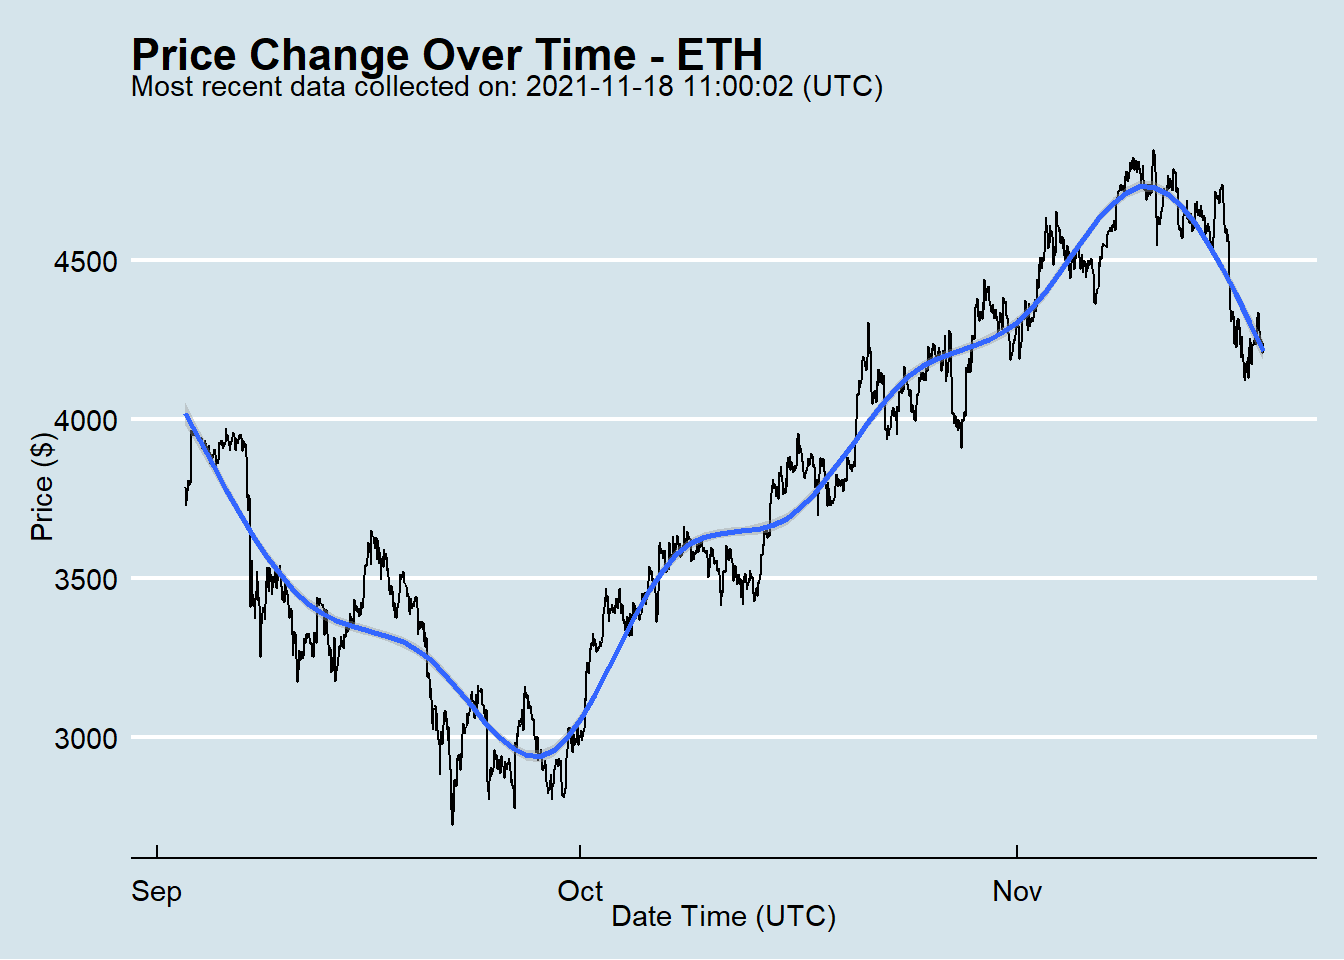 Price Change Over Time - ETH
Most recent data collected on: 2021-11-18 11:00:02 (UTC)
Price ($)
4500
4000
3500
3000
Sep
Oct
Nov
Date Time (UTC)